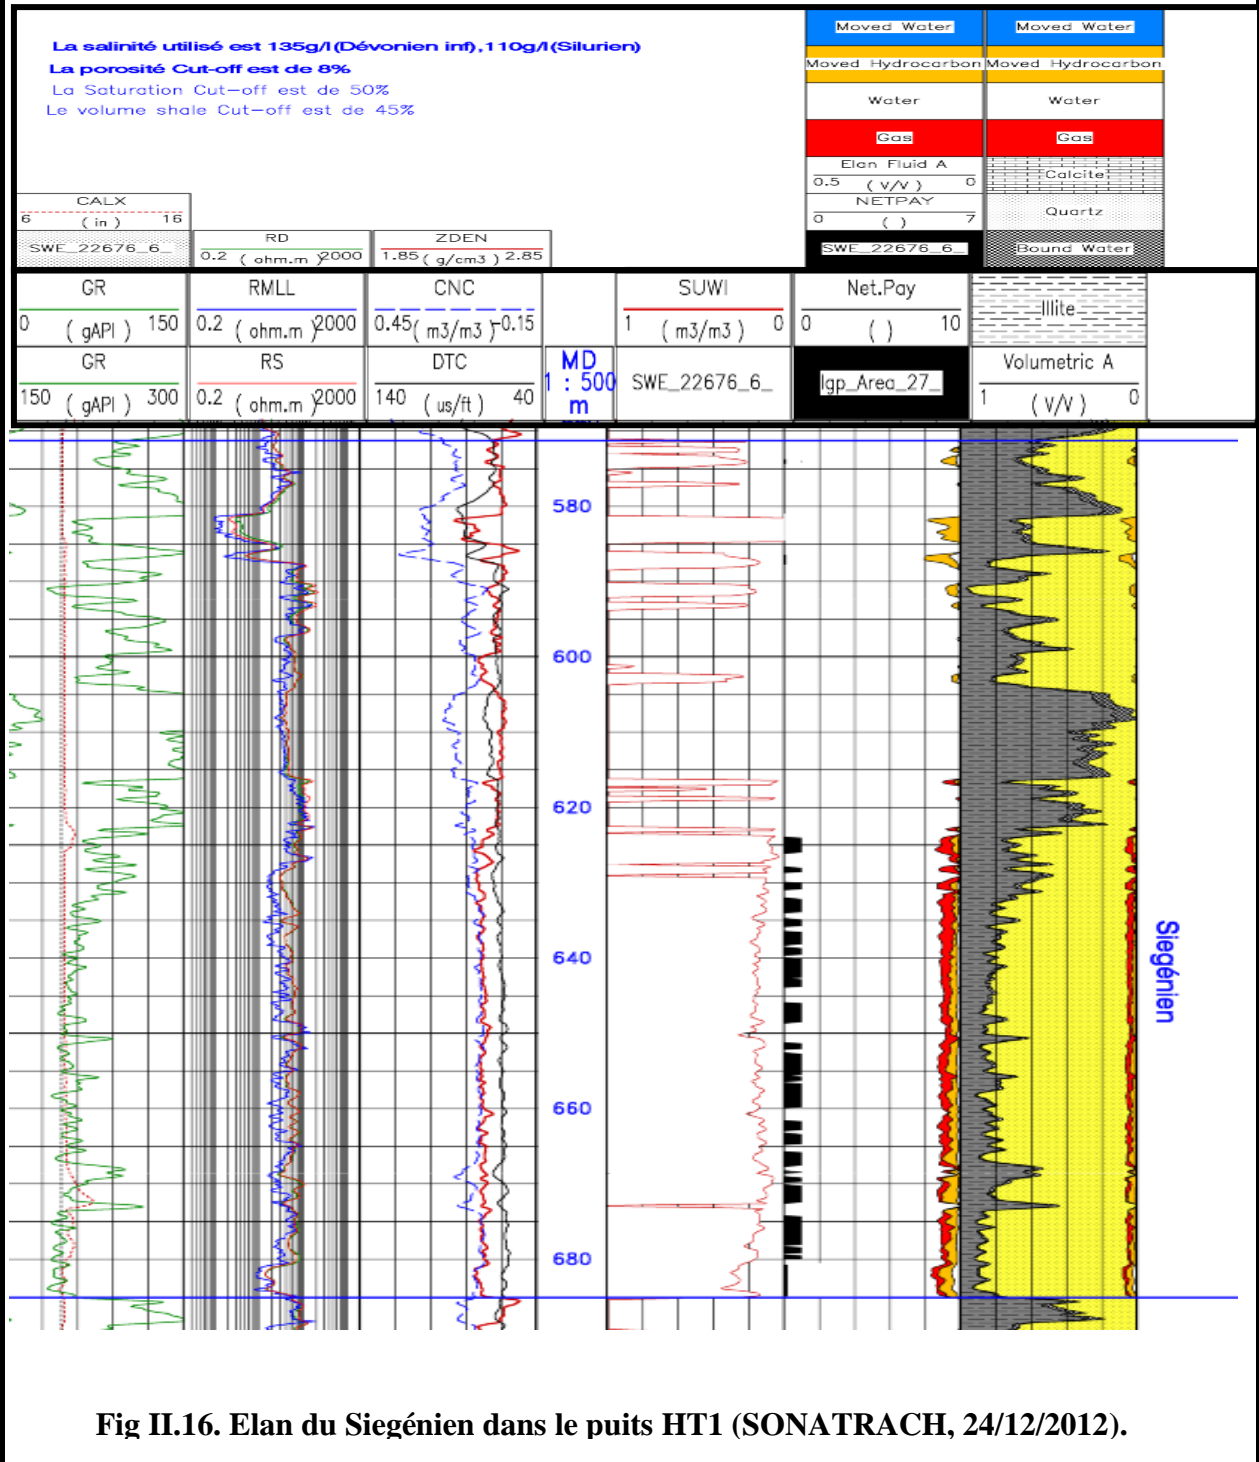 La salinité utilisé est 135g/l(Dévonien inf),110g/l(Silurien)
La porosité Cut-off est de 8%
La Saturation Cut-off est de 50%
Le volume shale Cut-off est de 45%
Moved Water
Moved Water
Moved Hydrocarbon
Moved Hydrocarbon
Water
Water
Gas
Gas
Elan Fluid A
0.5 (V/V) 0
Calcite
NETPAY
0 ( ) 7
Quartz
SWE_22676_6_
Bound Water
CALX
6 (in) 16
SWE_22676_6_
RD
0.2 (ohm.m) 2000
ZDEN
1.85 (g/cm3) 2.85
GR
0 (gAPI) 150
RMLL
0.2 (ohm.m) 2000
CNC
0.45 (m3/m3) -0.15
SUWI
1 (m3/m3) 0
Net.Pay
0 ( ) 10
Illite
GR
150 (gAPI) 300
RS
0.2 (ohm.m) 2000
DTC
140 (us/ft) 40
MD
1 : 500
m
SWE_22676_6_
Igp_Area_27_
Volumetric A
1 (V/V) 0
580
600
620
640
660
680
Siegénien
Fig II.16. Elan du Siegénien dans le puits HT1 (SONATRACH, 24/12/2012).